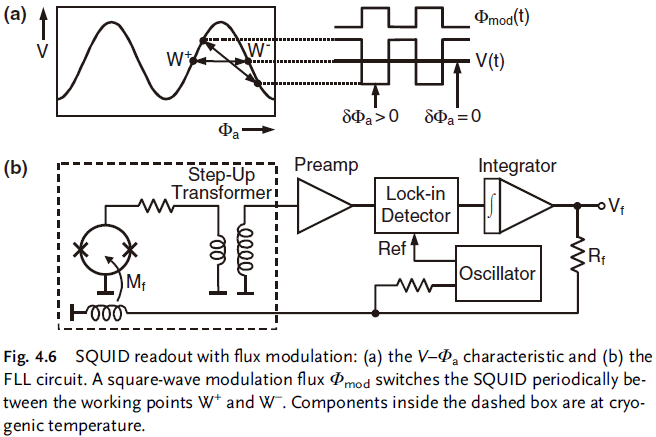 (a)
V
W⁺
W⁻
Φa
Φmod(t)
V(t)
δΦa>0 δΦa=0
(b)
Step-Up
Transformer
Preamp
Lock-in
Detector
Integrator
∫
Vf
Ref
Oscillator
Rf
Mf
Fig. 4.6 SQUID readout with flux modulation: (a) the V–Φa characteristic and (b) the
FLL circuit. A square-wave modulation flux Φmod switches the SQUID periodically be-
tween the working points W⁺ and W⁻. Components inside the dashed box are at cryo-
genic temperature.